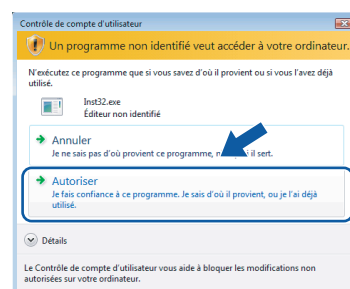 Contrôle de compte d'utilisateur
Un programme non identifié veut accéder à votre ordinateur.
N'exécutez ce programme que si vous savez d'où il provient ou si vous l'avez déjà
utilisé.
Inst32.exe
Éditeur non identifié
Annuler
Je ne sais pas d'où provient ce programme, il sert.
Autoriser
Je fais confiance à ce programme. Je sais d'où il provient, ou je l'ai déjà
utilisé.
Détails
Le Contrôle de compte d'utilisateur vous aide à bloquer les modifications non
autorisées sur votre ordinateur.